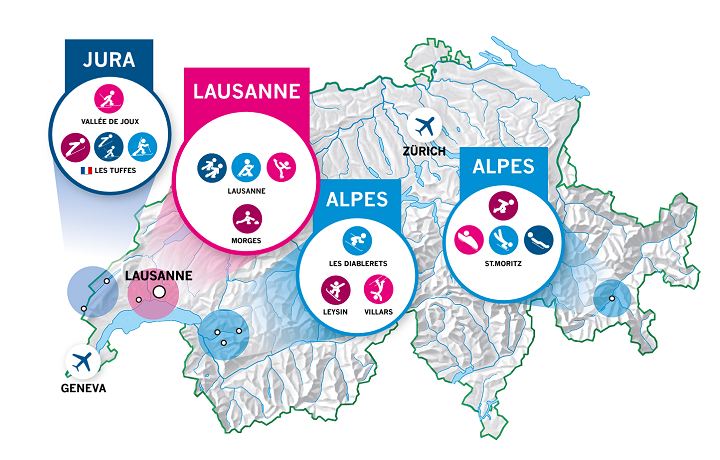 JURA
VALLÉE DE JOUX
LES TUFFES
LAUSANNE
LAUSANNE
MORGES
ALPES
LES DIABLERETS
LEYSIN
VILLARS
ALPES
ST.MORITZ
ZÜRICH
LAUSANNE
GENEVA